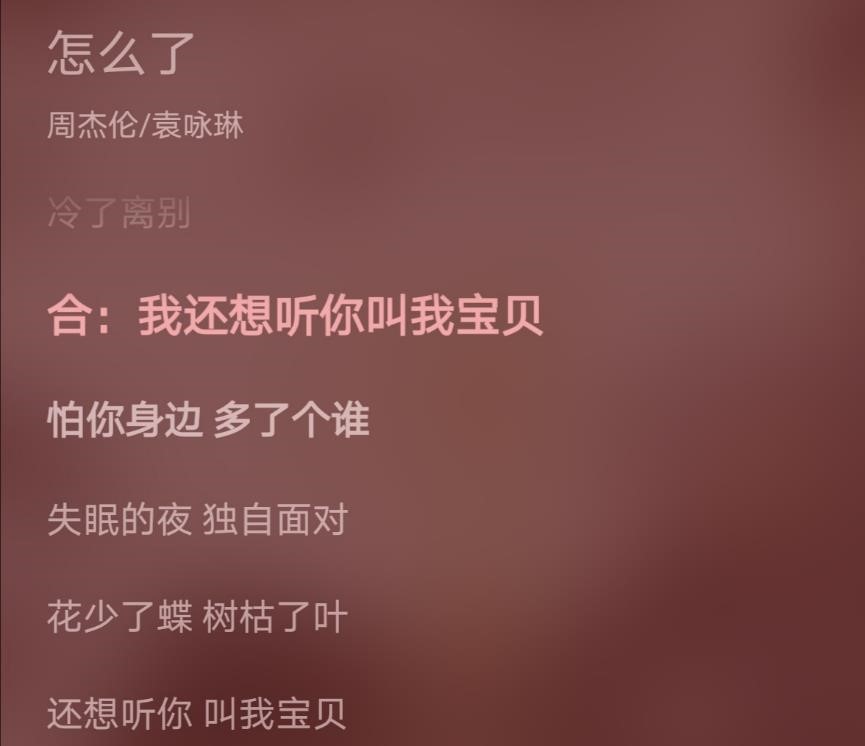 怎么了
周杰伦/袁咏琳
冷了离别
合：我还想听你叫我宝贝
怕你身边 多了个谁
失眠的夜 独自面对
花少了蝶 树枯了叶
还想听你 叫我宝贝